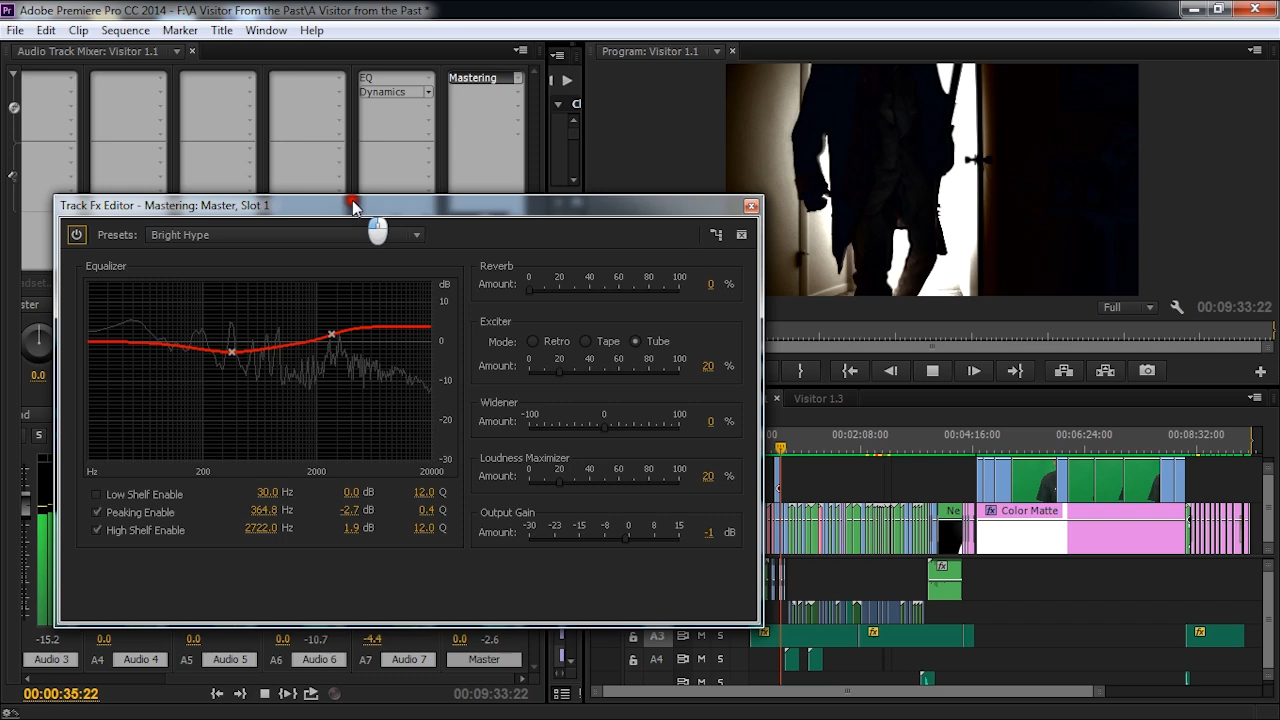 Pr Adobe Premiere Pro CC 2014 - F:\A Visitor From the Past\A Visitor from the Past *
File Edit Clip Sequence Marker Title Window Help
Audio Track Mixer: Visitor 1.1 Program: Visitor 1.1
EQ Mastering
Dynamics
Track Fx Editor - Mastering: Master, Slot 1
Presets: Bright Hype
Equalizer
dB
10
0
-10
-20
-30
Hz 200 2000 20000
Low Shelf Enable 30.0 Hz 0.0 dB 12.0 Q
Peaking Enable 364.8 Hz -2.7 dB 0.4 Q
High Shelf Enable 2722.0 Hz 1.9 dB 12.0 Q
Reverb
0 20 40 60 80 100
Amount: 0 %
Exciter
Mode: Retro Tape Tube
0 20 40 60 80 100
Amount: 20 %
Widener
-100 0 100
Amount: 0 %
Loudness Maximizer
0 20 40 60 80 100
Amount: 20 %
Output Gain
-30 -23 -15 -8 0 8 15
Amount: -1 dB
0.0
S
Full 00:09:33:22
Visitor 1.3
00:02:08:00 00:04:16:00 00:06:24:00 00:08:32:00
Ne fx Color Matte
fx
A3 M S fx fx fx
A4 M S
M S
-15.2 0.0 0.0 0.0 -10.7 -4.4 0.0 -2.6
Audio 3 A4 Audio 4 A5 Audio 5 A6 Audio 6 A7 Audio 7 Master
00:00:35:22 00:09:33:22